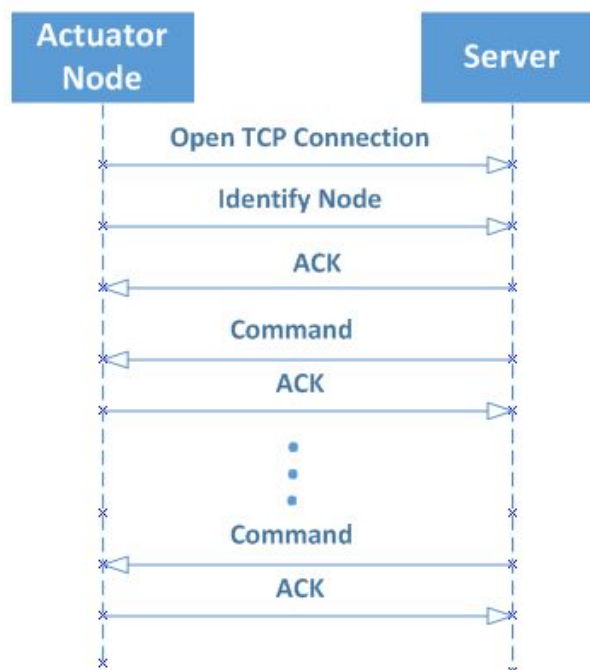 Actuator
Node
Server
Open TCP Connection
Identify Node
ACK
Command
ACK
Command
ACK